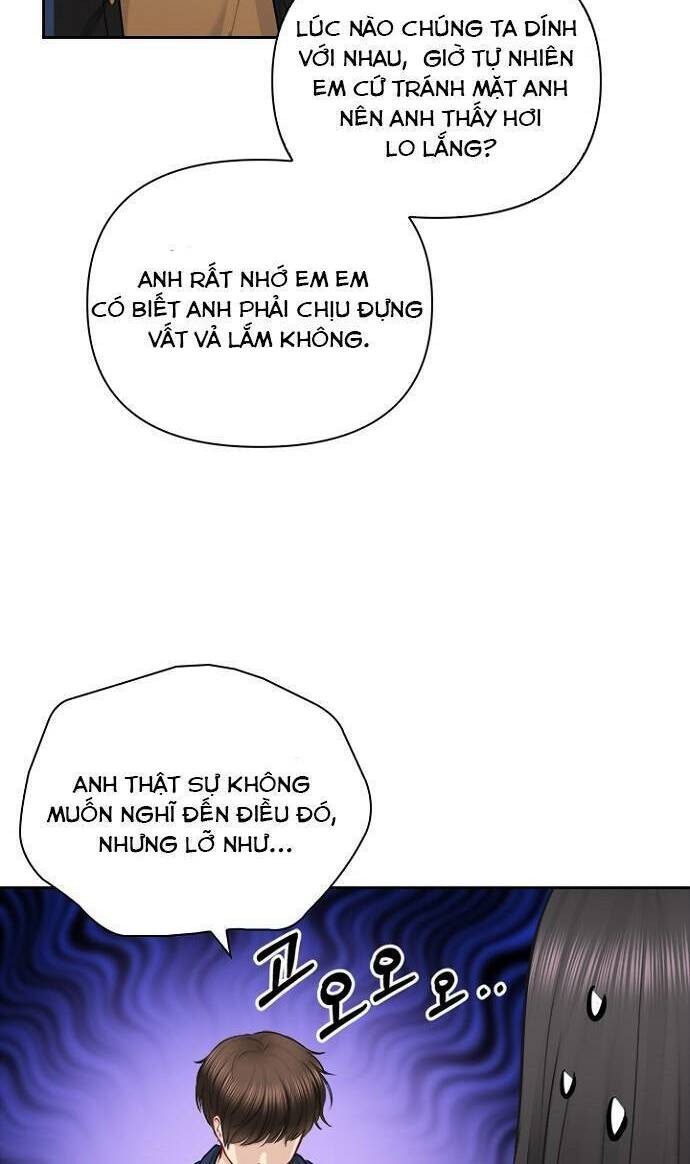 LÚC NÀO CHÚNG TA DÍNH
VỚI NHAU, GIỜ TỰ NHIÊN
EM CỨ TRÁNH MẶT ANH
NÊN ANH THẤY HƠI
LO LẮNG?
ANH RẤT NHỚ EM EM
CÓ BIẾT ANH PHẢI CHỊU ĐỰNG
VẤT VẢ LẮM KHÔNG.
ANH THẬT SỰ KHÔNG
MUỐN NGHĨ ĐẾN ĐIỀU ĐÓ,
NHƯNG LỠ NHƯ...
고오오오..